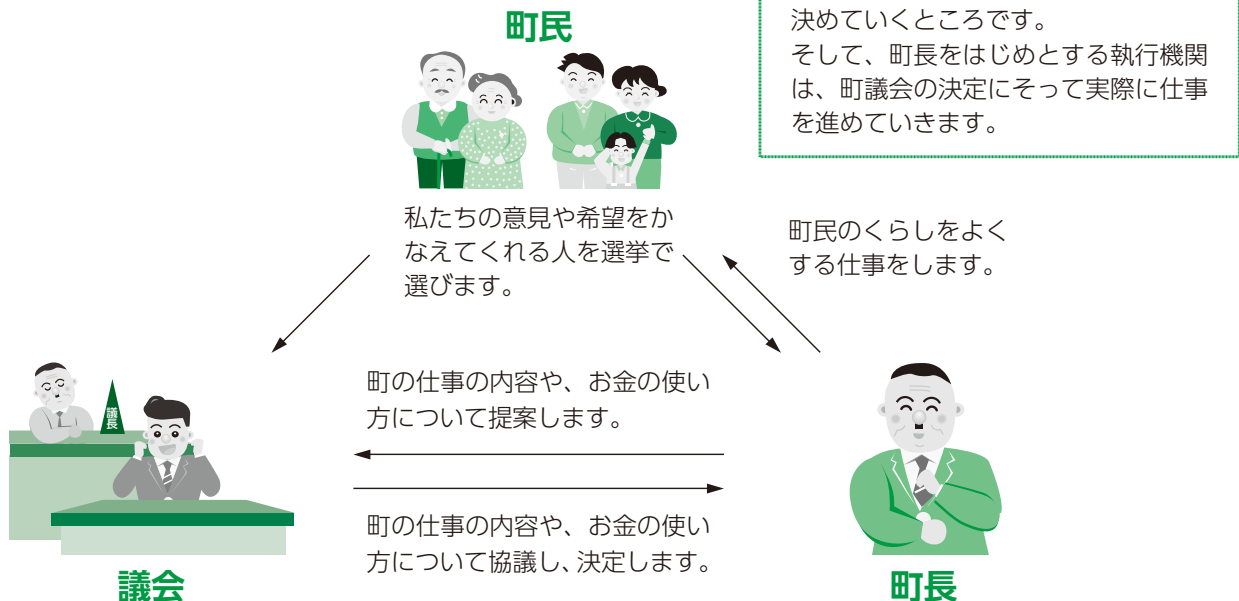 町民
決めていくところです。
そして、町長をはじめとする執行機関
は、町議会の決定にそって実際に仕事
を進めていきます。
私たちの意見や希望をか
なえてくれる人を選挙で
選びます。
町民のくらしをよく
する仕事をします。
町の仕事の内容や、お金の使い
方について提案します。
議長
町の仕事の内容や、お金の使い
方について協議し、決定します。
議会
町長